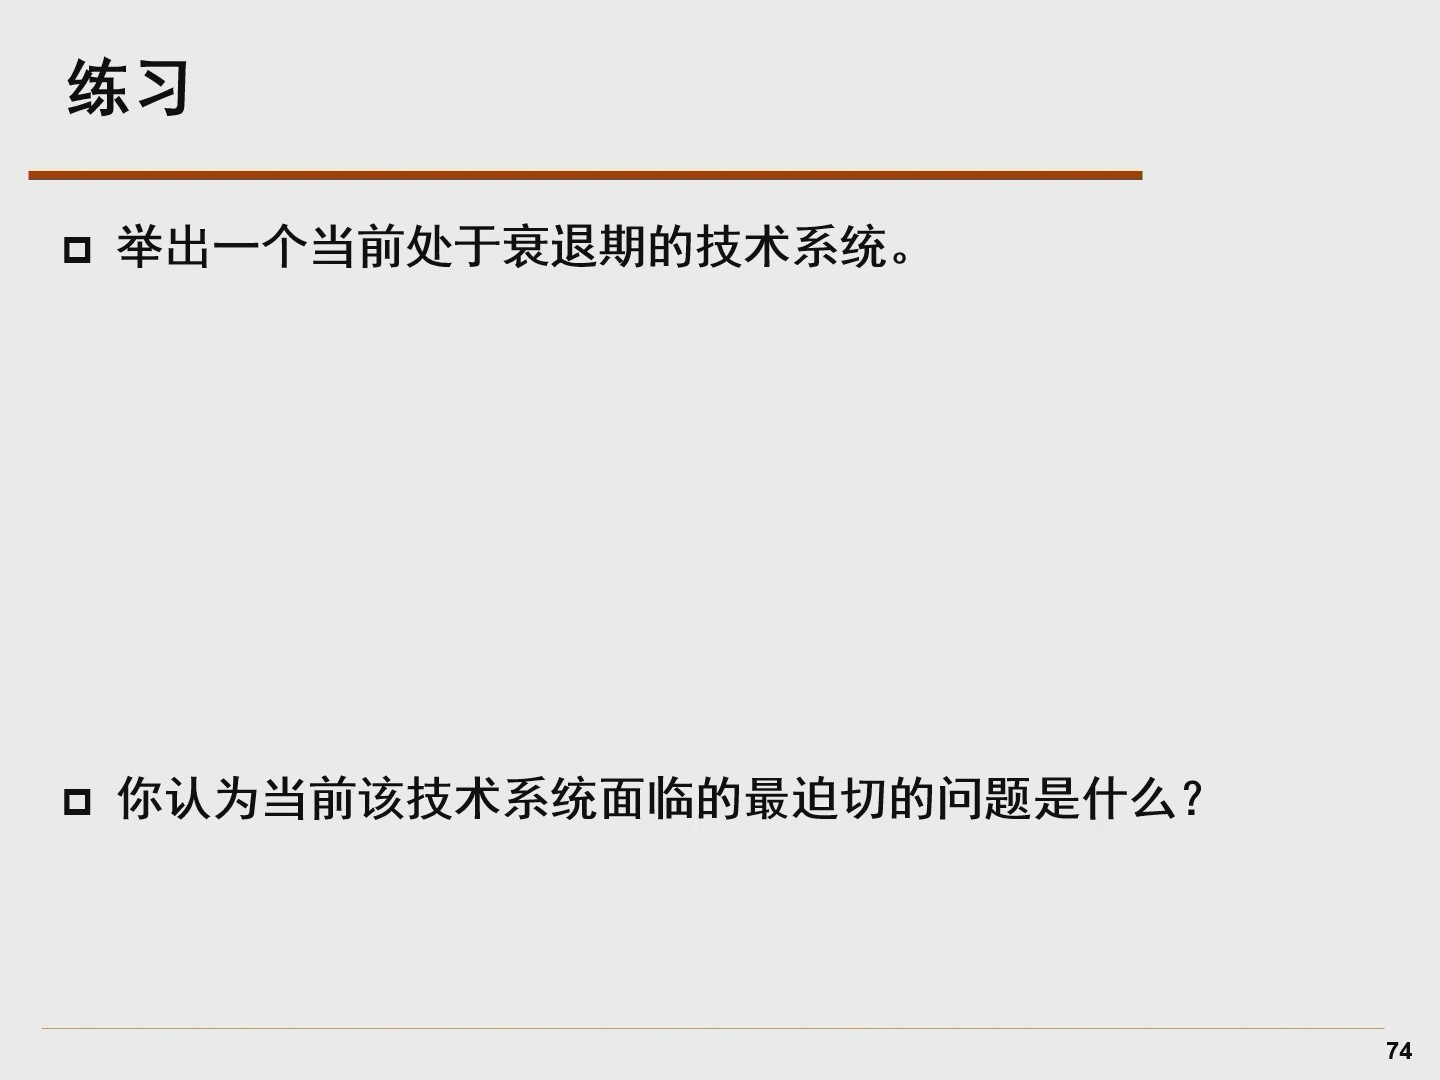 练习
举出一个当前处于衰退期的技术系统。
你认为当前该技术系统面临的最迫切的问题是什么？
74